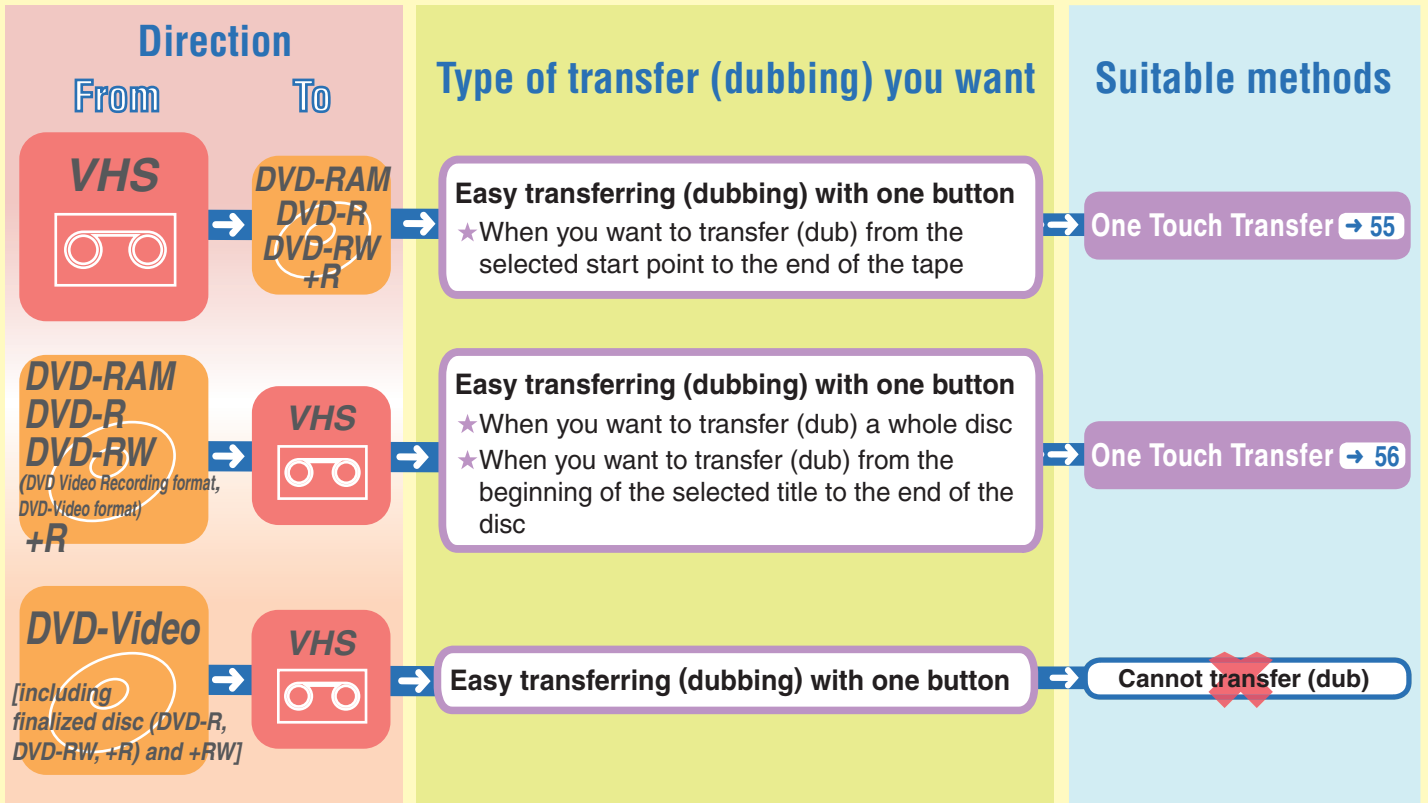 Direction
From
To
Type of transfer (dubbing) you want
Suitable methods
VHS
DVD-RAM
DVD-R
DVD-RW
+R
Easy transferring (dubbing) with one button
★When you want to transfer (dub) from the
selected start point to the end of the tape
One Touch Transfer ➜ 55
DVD-RAM
DVD-R
DVD-RW
(DVD Video Recording format,
DVD-Video format)
+R
VHS
Easy transferring (dubbing) with one button
★When you want to transfer (dub) a whole disc
★When you want to transfer (dub) from the
beginning of the selected title to the end of the
disc
One Touch Transfer ➜ 56
DVD-Video
[including
finalized disc (DVD-R,
DVD-RW, +R) and +RW]
VHS
Easy transferring (dubbing) with one button
Cannot transfer (dub)